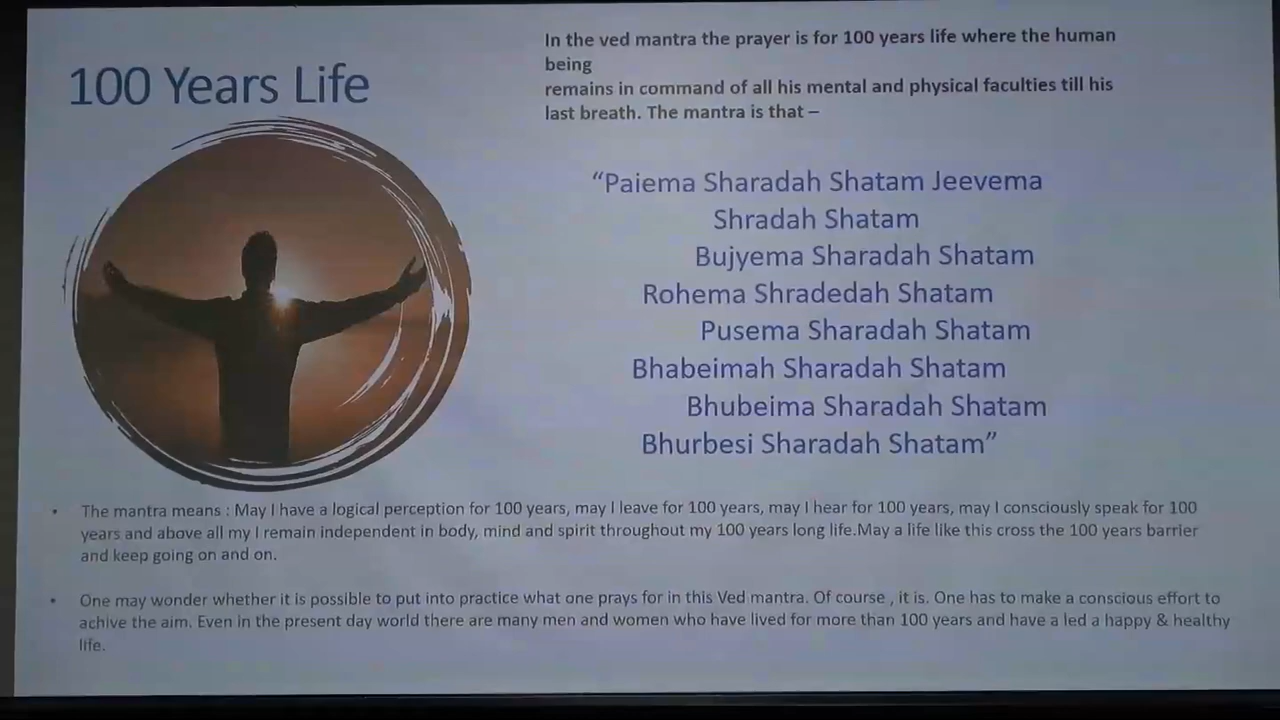 100 Years Life
In the ved mantra the prayer is for 100 years life where the human
being
remains in command of all his mental and physical faculties till his
last breath. The mantra is that –
“Paiema Sharadah Shatam Jeevema
Shradah Shatam
Bujyema Sharadah Shatam
Rohema Shradedah Shatam
Pusema Sharadah Shatam
Bhabeimah Sharadah Shatam
Bhubeima Sharadah Shatam
Bhurbesi Sharadah Shatam”
• The mantra means : May I have a logical perception for 100 years, may I leave for 100 years, may I hear for 100 years, may I consciously speak for 100
years and above all my I remain independent in body, mind and spirit throughout my 100 years long life.May a life like this cross the 100 years barrier
and keep going on and on.
• One may wonder whether it is possible to put into practice what one prays for in this Ved mantra. Of course , it is. One has to make a conscious effort to
achive the aim. Even in the present day world there are many men and women who have lived for more than 100 years and have a led a happy & healthy
life.